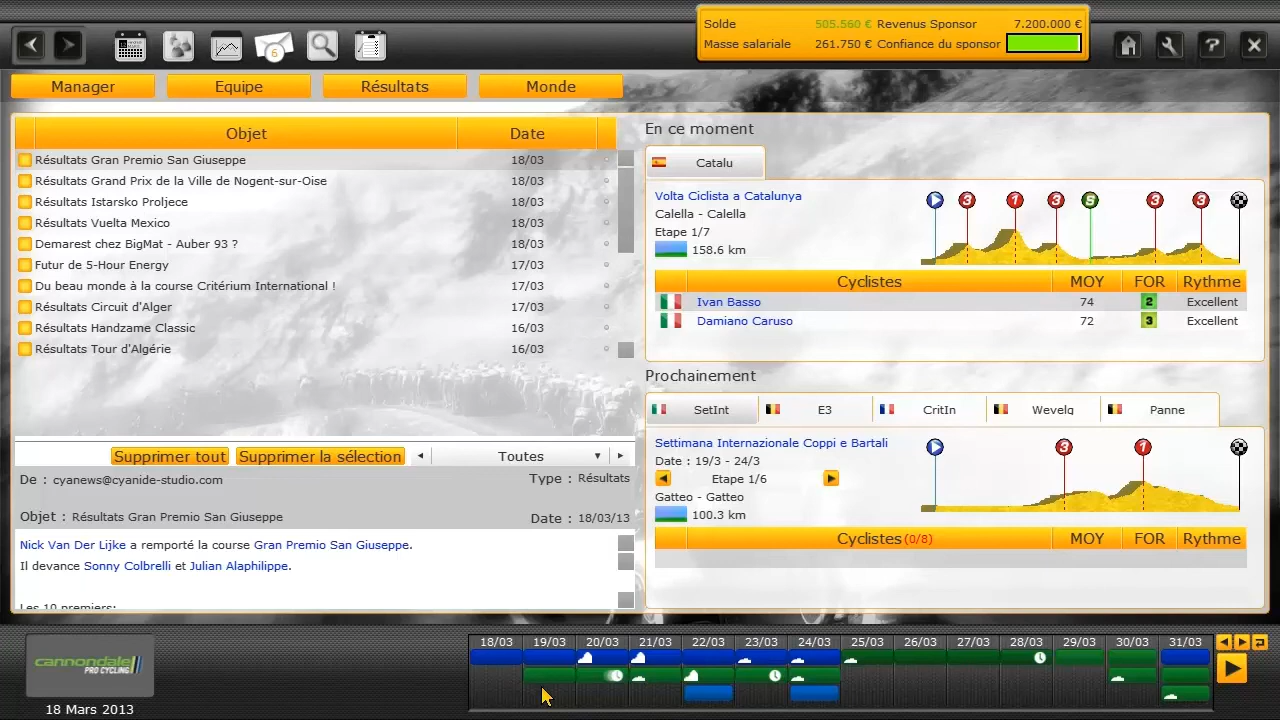 Solde 505.560 € Revenus Sponsor 7.200.000 €
Masse salariale 261.750 € Confiance du sponsor
6
Manager Equipe Résultats Monde
Objet Date
Résultats Gran Premio San Giuseppe 18/03
Résultats Grand Prix de la Ville de Nogent-sur-Oise 18/03
Résultats Istarsko Proljece 18/03
Résultats Vuelta Mexico 18/03
Demarest chez BigMat - Auber 93 ? 18/03
Futur de 5-Hour Energy 17/03
Du beau monde à la course Critérium International ! 17/03
Résultats Circuit d'Alger 17/03
Résultats Handzame Classic 16/03
Résultats Tour d'Algérie 16/03
Supprimer tout Supprimer la sélection Toutes
De : cyanews@cyanide-studio.com Type : Résultats
Objet : Résultats Gran Premio San Giuseppe Date : 18/03/13
Nick Van Der Lijke a remporté la course Gran Premio San Giuseppe.
Il devance Sonny Colbrelli et Julian Alaphilippe.
Les 10 premiers:
En ce moment
Catalu
Volta Ciclista a Catalunya
Calella - Calella
Etape 1/7
158.6 km
3 1 3 S 3 3
Cyclistes MOY FOR Rythme
Ivan Basso 74 2 Excellent
Damiano Caruso 72 3 Excellent
Prochainement
SetInt E3 CritIn Wevelg Panne
Settimana Internazionale Coppi e Bartali
Date : 19/3 - 24/3
Etape 1/6
Gatteo - Gatteo
100.3 km
3 1
Cyclistes (0/8) MOY FOR Rythme
cannondale
PRO CYCLING
18 Mars 2013
18/03 19/03 20/03 21/03 22/03 23/03 24/03 25/03 26/03 27/03 28/03 29/03 30/03 31/03